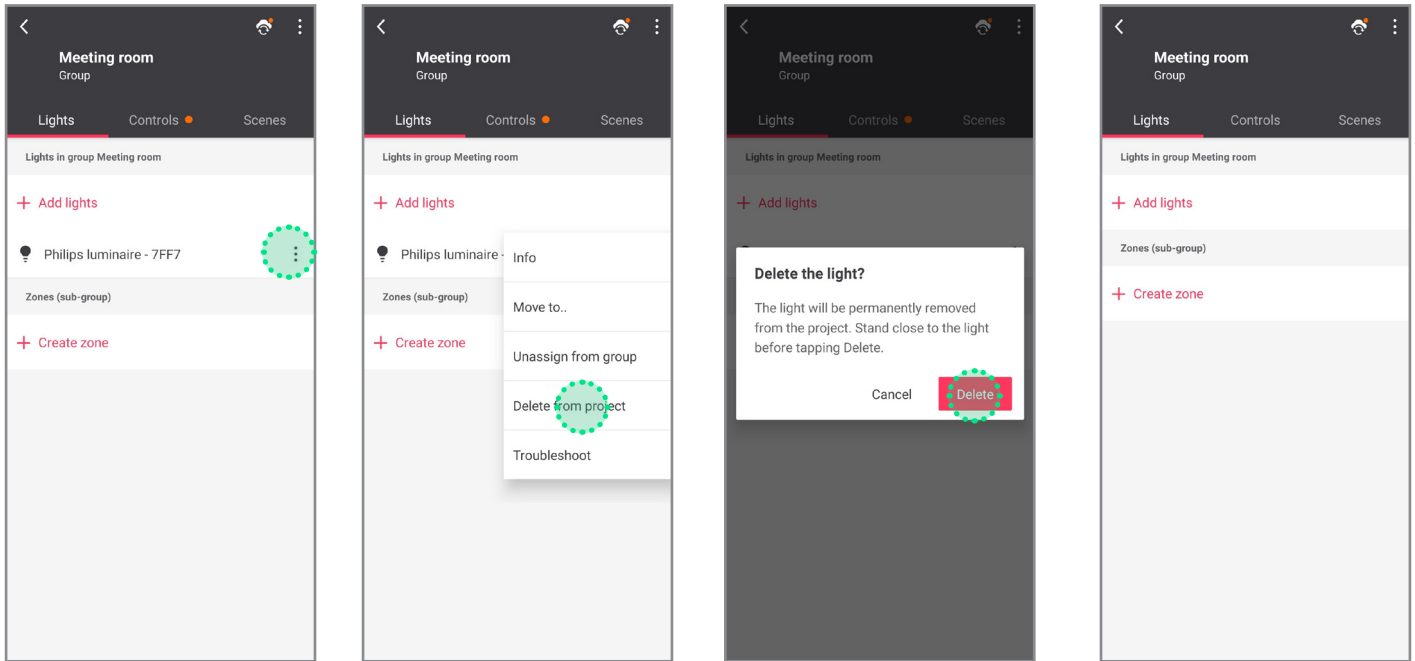 Meeting room
Group
Lights Controls Scenes
Lights in group Meeting room
Add lights
Philips luminaire - 7FF7
Zones (sub-group)
Create zone
Meeting room
Group
Lights Controls Scenes
Lights in group Meeting room
Add lights
Philips luminaire -
Zones (sub-group)
Create zone
Info
Move to..
Unassign from group
Delete from project
Troubleshoot
Meeting room
Group
Lights Controls Scenes
Lights in group Meeting room
Add lights
Delete the light?
The light will be permanently removed
from the project. Stand close to the light
before tapping Delete.
Cancel Delete
Meeting room
Group
Lights Controls Scenes
Lights in group Meeting room
Add lights
Zones (sub-group)
Create zone